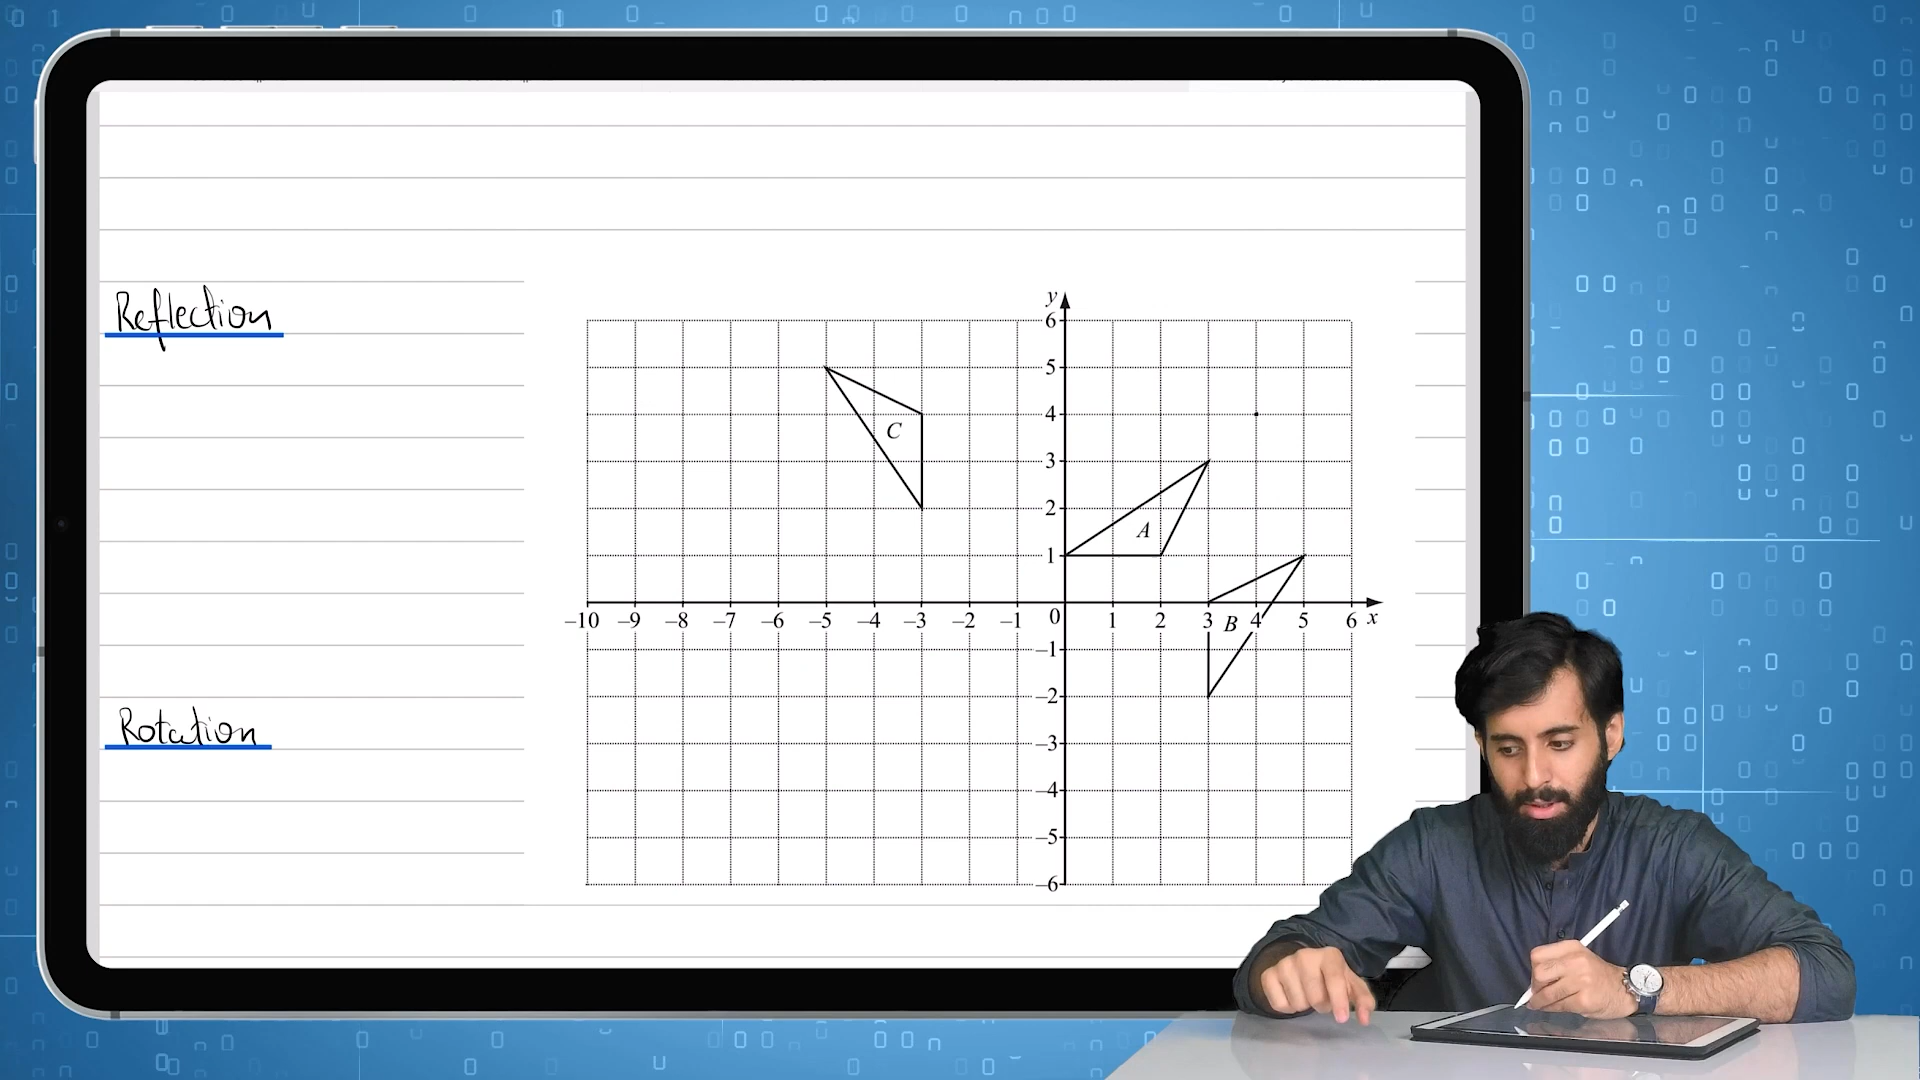 Reflection
y
6
5
4
C
3
2
A
1
–10 –9 –8 –7 –6 –5 –4 –3 –2 –1 0 1 2 3 B 4 5 6 x
–1
–2
Rotation
–3
–4
–5
–6